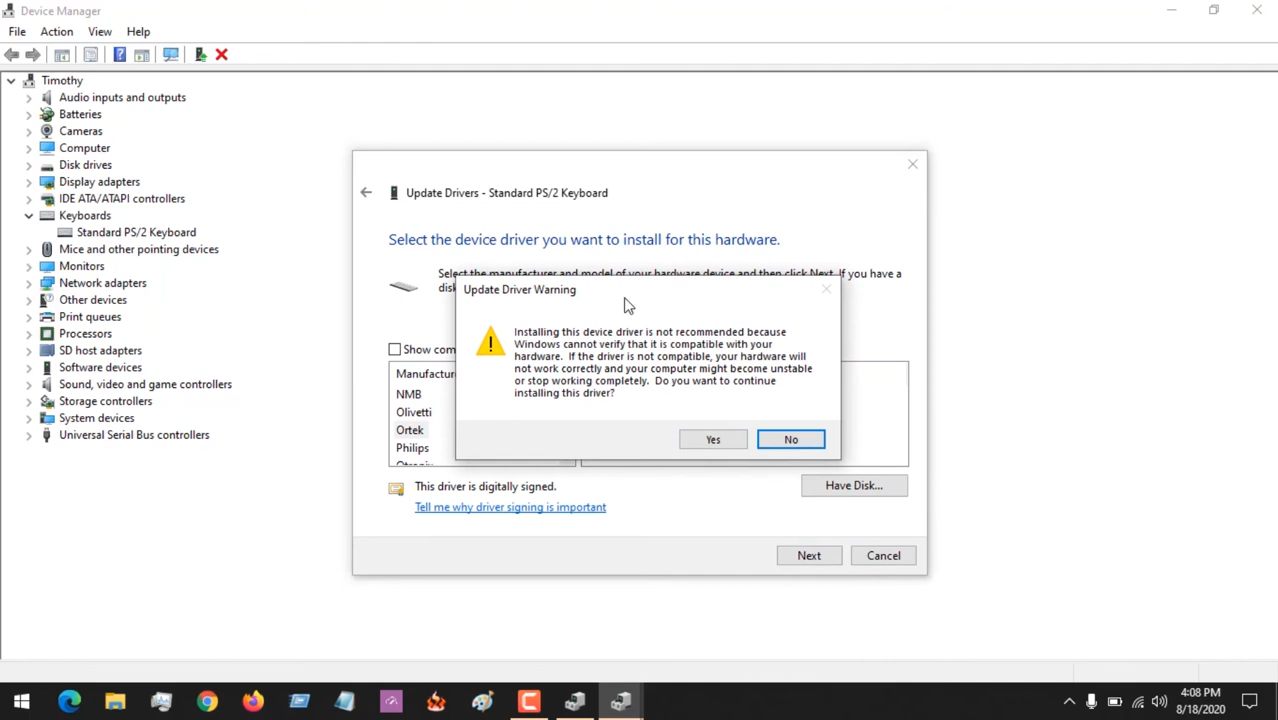 Device Manager
File Action View Help
Timothy
Audio inputs and outputs
Batteries
Cameras
Computer
Disk drives
Display adapters
IDE ATA/ATAPI controllers
Keyboards
Standard PS/2 Keyboard
Mice and other pointing devices
Monitors
Network adapters
Other devices
Print queues
Processors
SD host adapters
Software devices
Sound, video and game controllers
Storage controllers
System devices
Universal Serial Bus controllers
Update Drivers - Standard PS/2 Keyboard
Select the device driver you want to install for this hardware.
Select the manufacturer and model of your hardware device and then click Next. If you have a
Update Driver Warning
Installing this device driver is not recommended because
Windows cannot verify that it is compatible with your
hardware. If the driver is not compatible, your hardware will
not work correctly and your computer might become unstable
or stop working completely. Do you want to continue
installing this driver?
Yes No
Show com
Manufacture
NMB
Olivetti
Ortek
Philips
This driver is digitally signed.
Have Disk...
Tell me why driver signing is important
Next Cancel
4:08 PM
8/18/2020